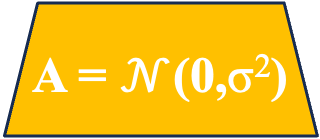 A = 𝒩 (0,σ²)